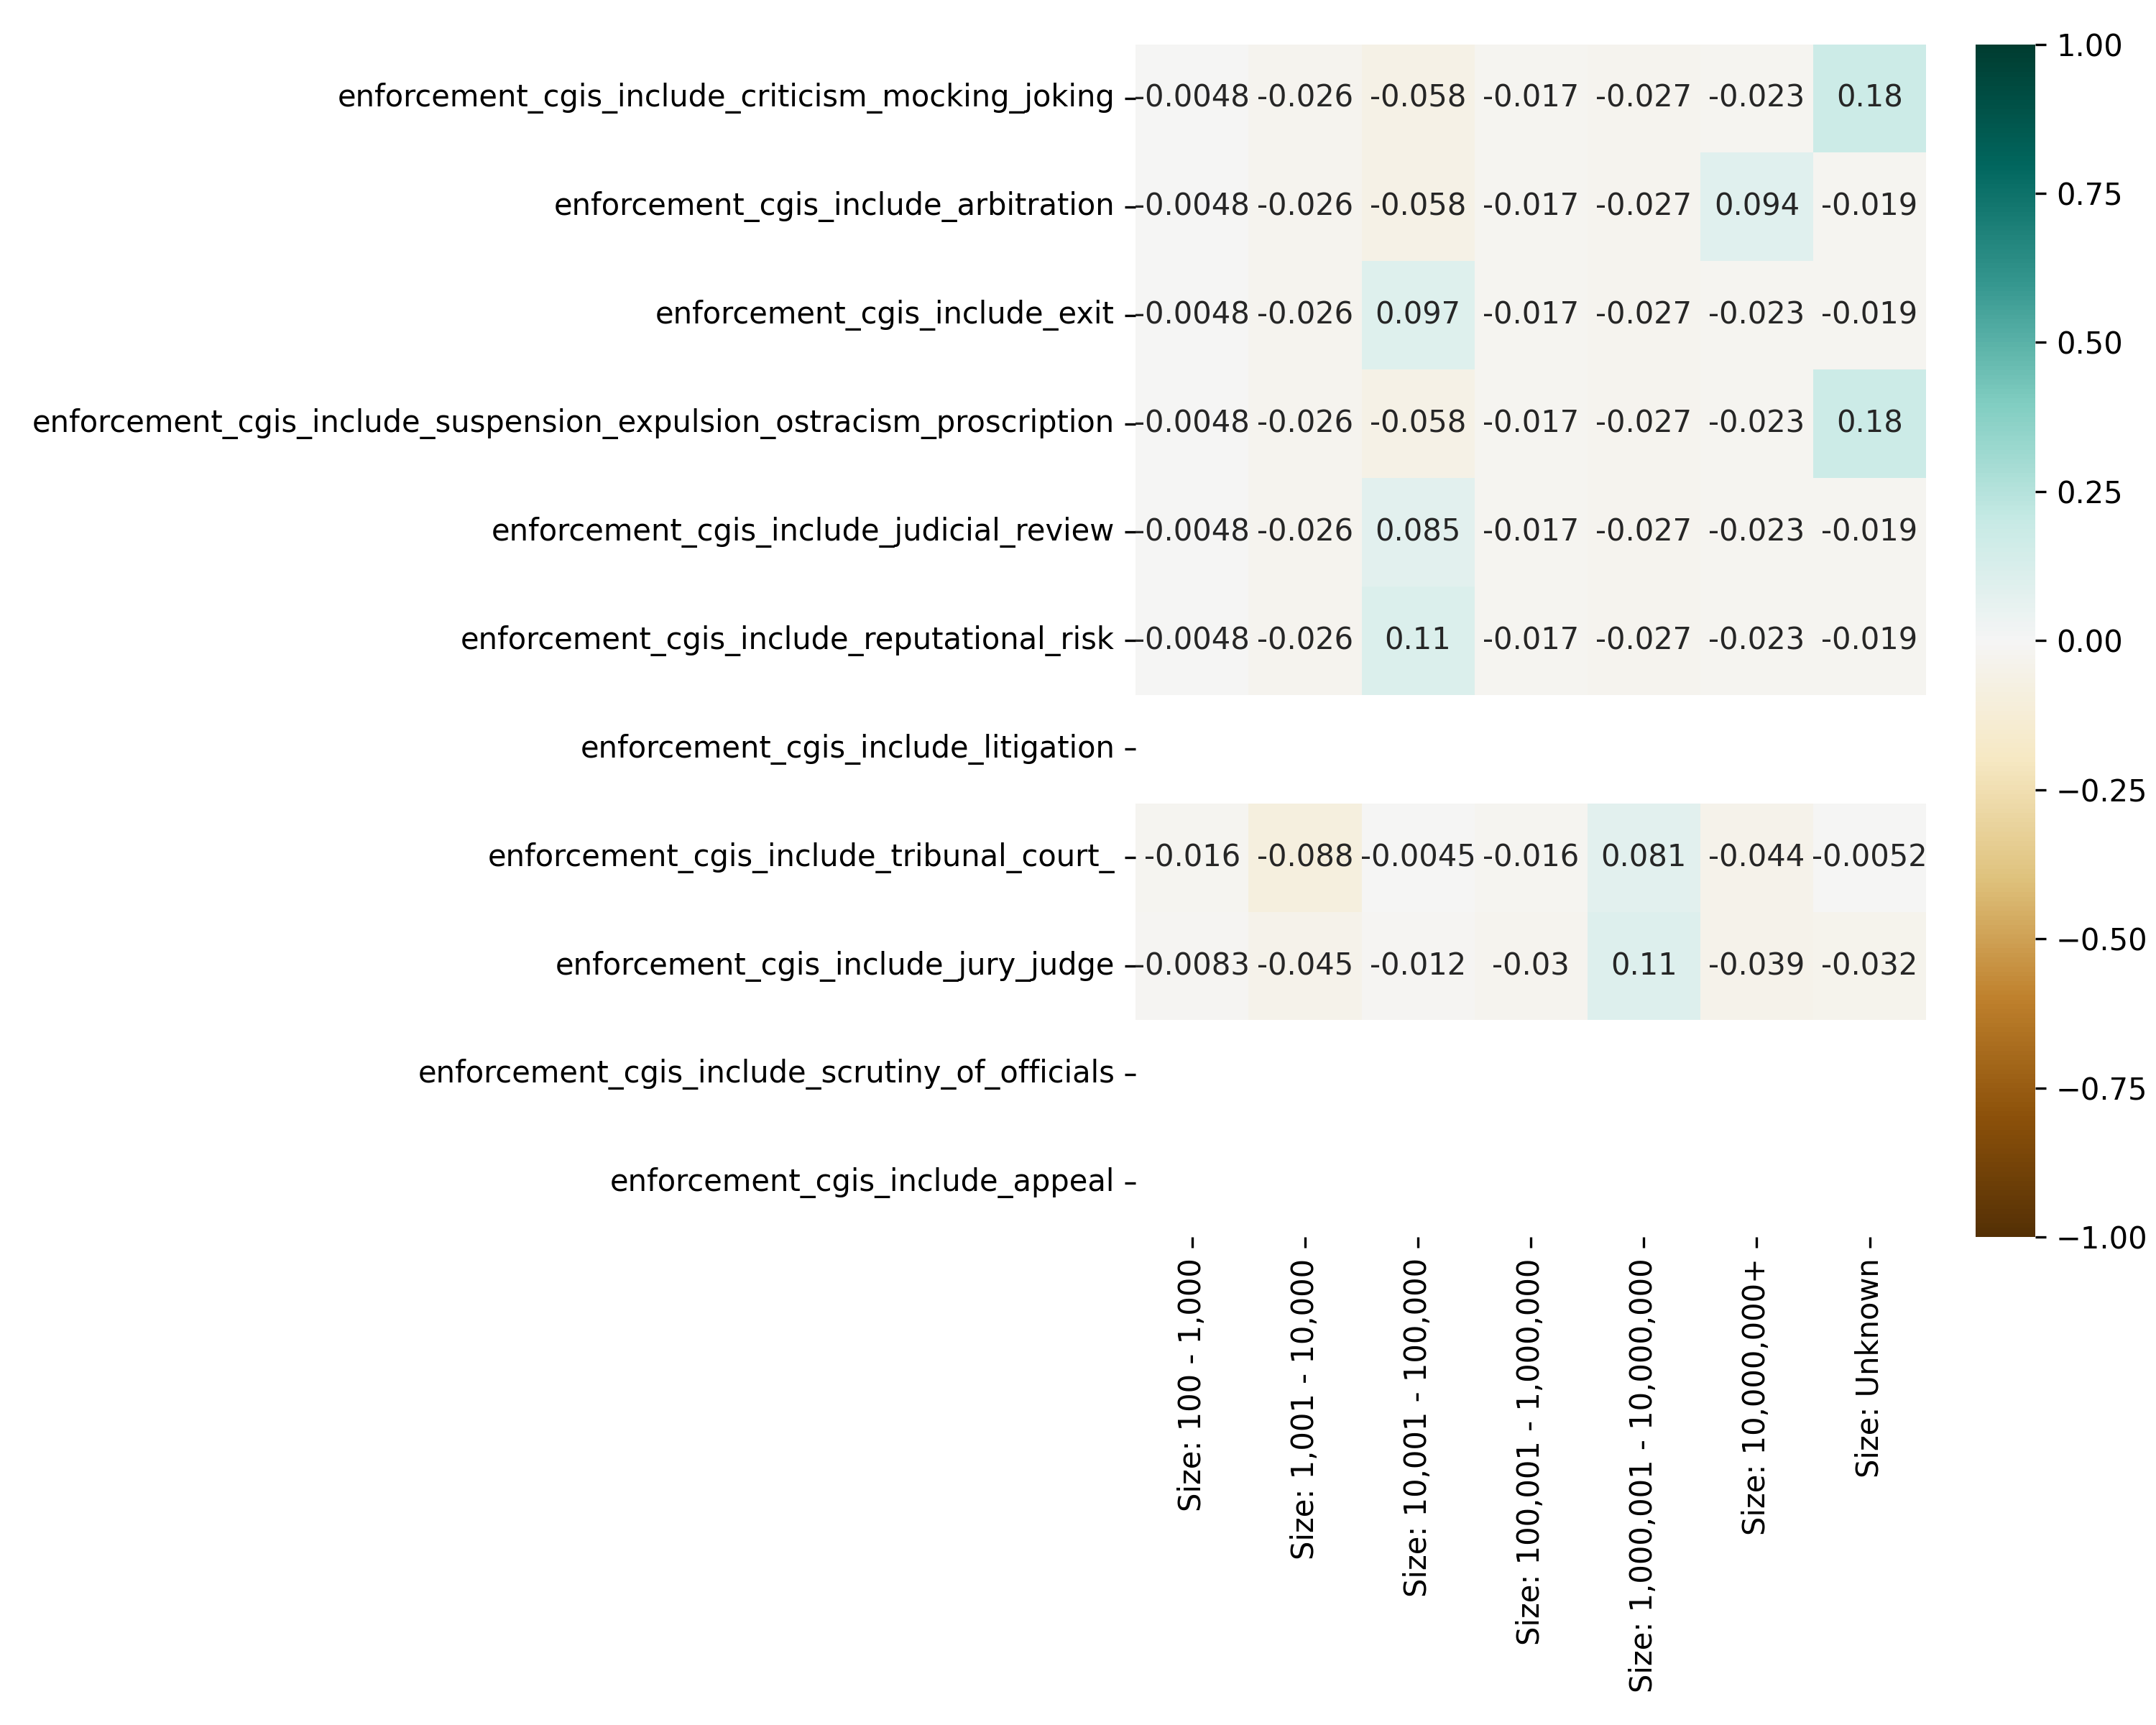 enforcement_cgis_include_criticism_mocking_joking -0.0048 -0.026 -0.058 -0.017 -0.027 -0.023 0.18
enforcement_cgis_include_arbitration -0.0048 -0.026 -0.058 -0.017 -0.027 0.094 -0.019
enforcement_cgis_include_exit -0.0048 -0.026 0.097 -0.017 -0.027 -0.023 -0.019
enforcement_cgis_include_suspension_expulsion_ostracism_proscription -0.0048 -0.026 -0.058 -0.017 -0.027 -0.023 0.18
enforcement_cgis_include_judicial_review -0.0048 -0.026 0.085 -0.017 -0.027 -0.023 -0.019
enforcement_cgis_include_reputational_risk -0.0048 -0.026 0.11 -0.017 -0.027 -0.023 -0.019
enforcement_cgis_include_litigation
enforcement_cgis_include_tribunal_court_ -0.016 -0.088 -0.0045 -0.016 0.081 -0.044 -0.0052
enforcement_cgis_include_jury_judge -0.0083 -0.045 -0.012 -0.03 0.11 -0.039 -0.032
enforcement_cgis_include_scrutiny_of_officials
enforcement_cgis_include_appeal
Size: 100 - 1,000
Size: 1,001 - 10,000
Size: 10,001 - 100,000
Size: 100,001 - 1,000,000
Size: 1,000,001 - 10,000,000
Size: 10,000,000+
Size: Unknown
1.00
0.75
0.50
0.25
0.00
−0.25
−0.50
−0.75
−1.00